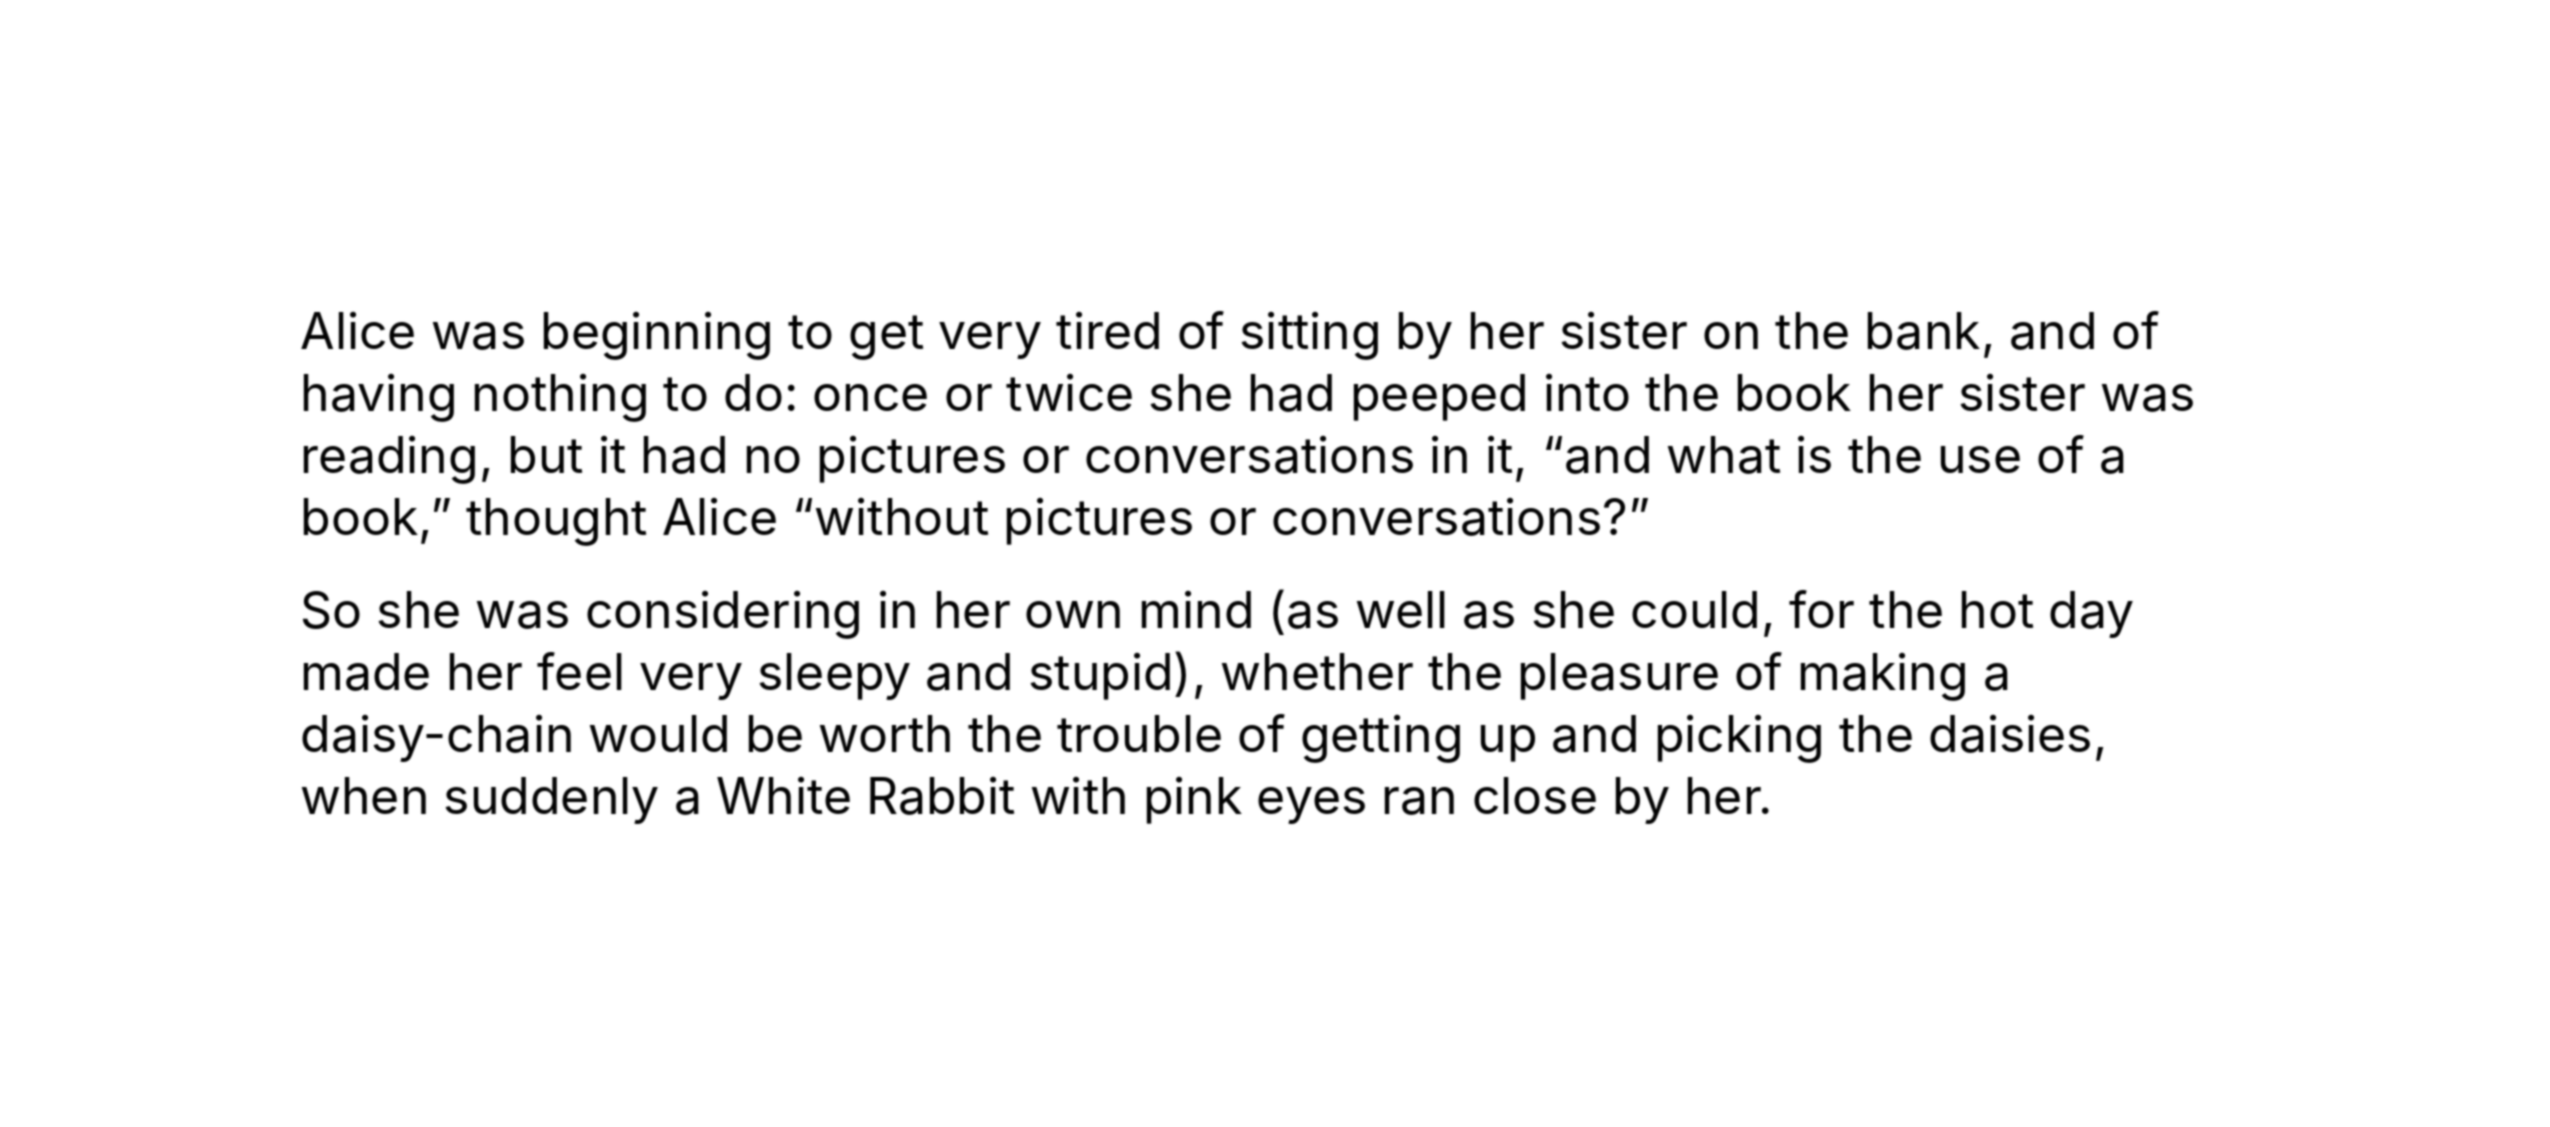 Alice was beginning to get very tired of sitting by her sister on the bank, and of
having nothing to do: once or twice she had peeped into the book her sister was
reading, but it had no pictures or conversations in it, “and what is the use of a
book,” thought Alice “without pictures or conversations?”
So she was considering in her own mind (as well as she could, for the hot day
made her feel very sleepy and stupid), whether the pleasure of making a
daisy-chain would be worth the trouble of getting up and picking the daisies,
when suddenly a White Rabbit with pink eyes ran close by her.